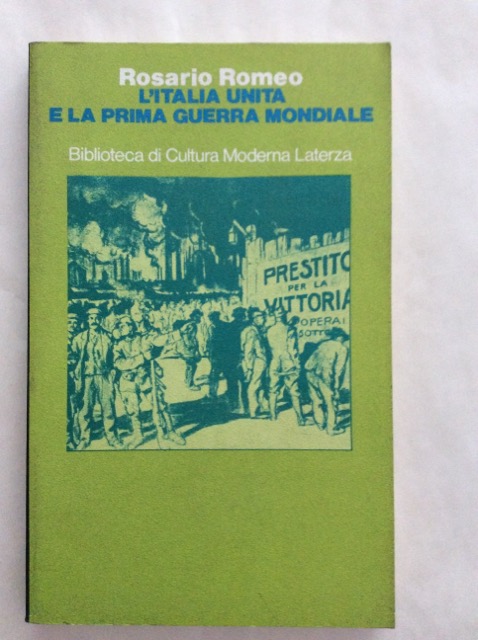 Rosario Romeo
L'ITALIA UNITA
E LA PRIMA GUERRA MONDIALE
Biblioteca di Cultura Moderna Laterza
PRESTITO
PER LA
VITTORIA
OPERAI